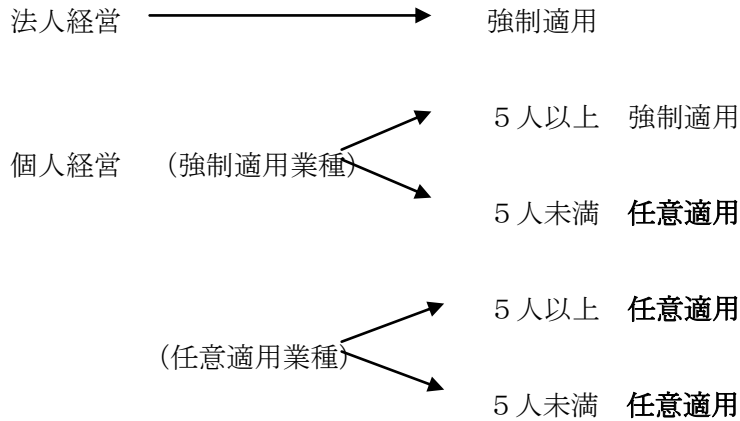 法人経営 強制適用
５人以上 強制適用
個人経営 （強制適用業種）
５人未満 任意適用
５人以上 任意適用
（任意適用業種）
５人未満 任意適用